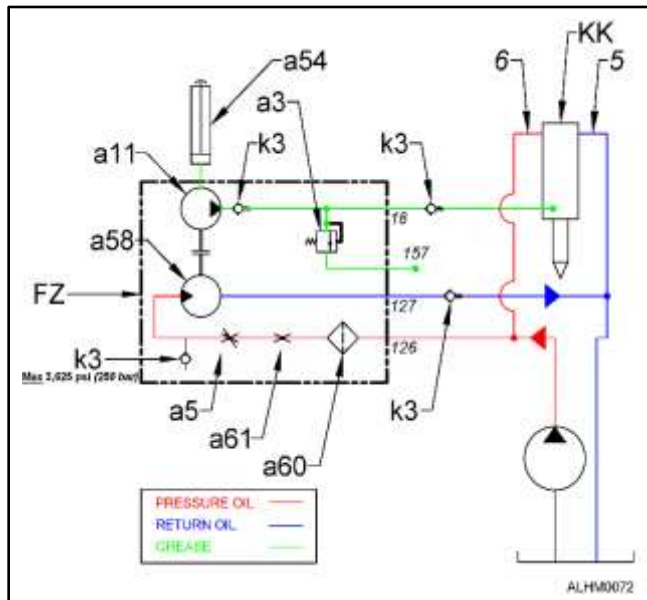 KK
6
5
a54
a3
k3
k3
a11
16
a58
157
FZ
127
126
k3
Max 3,625 psi (250 bar)
a5
k3
a61
a60
PRESSURE OIL
RETURN OIL
GREASE
ALHM0072